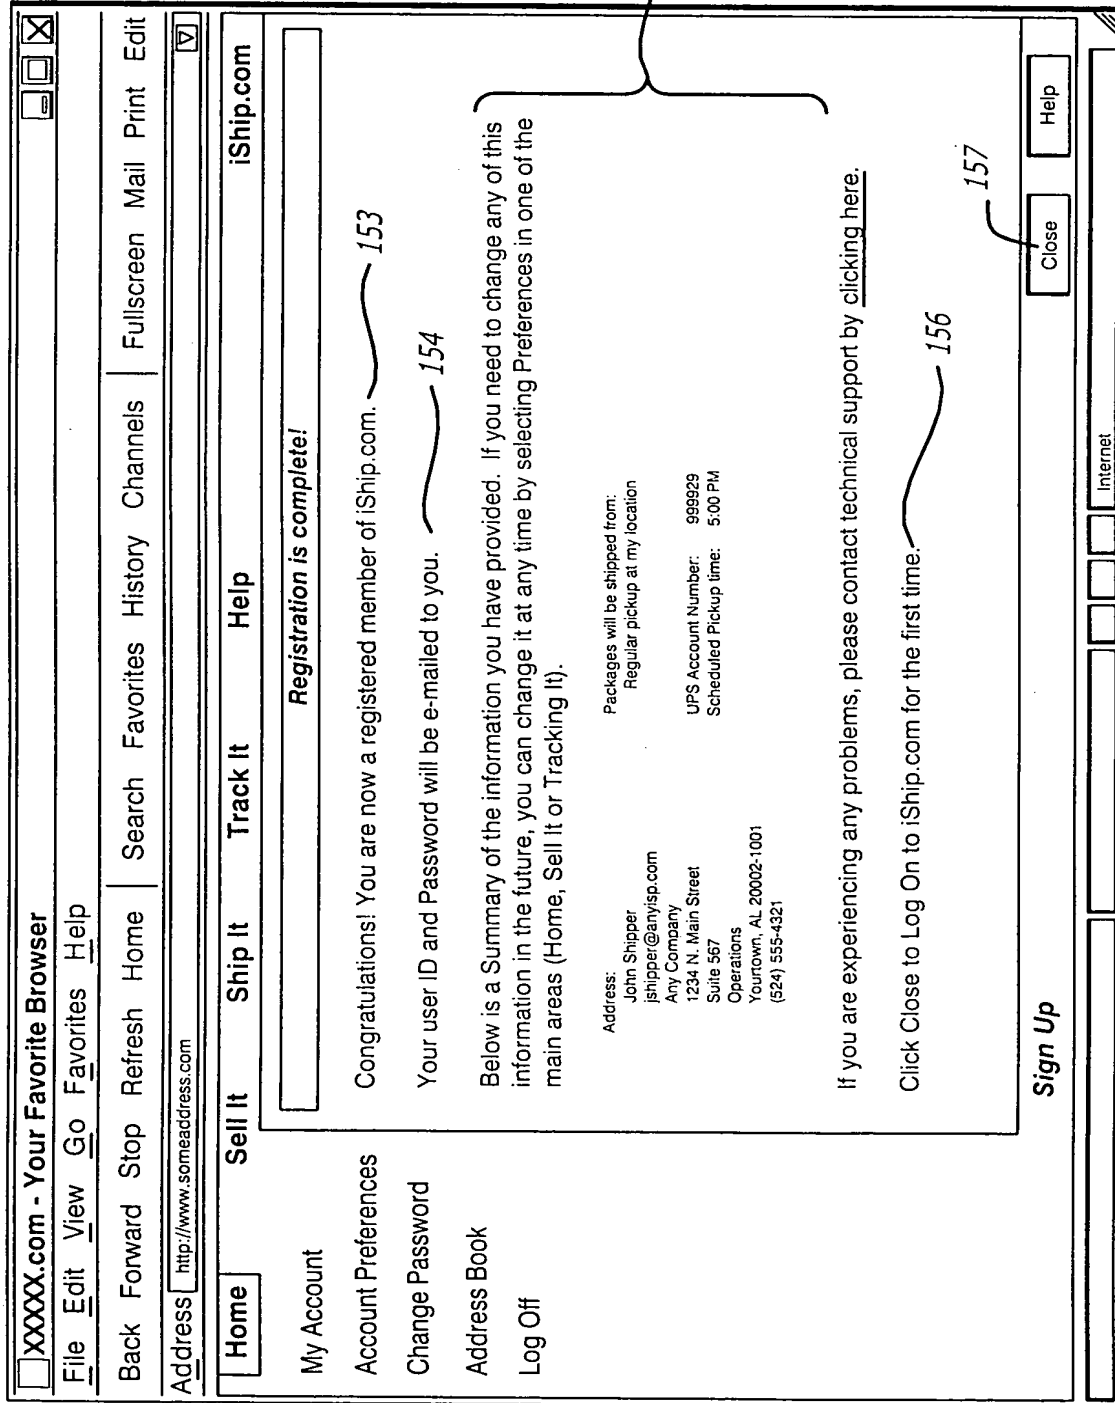 XXXXX.com - Your Favorite Browser
File Edit View Go Favorites Help
Back Forward Stop Refresh Home Search Favorites History Channels Fullscreen Mail Print Edit
Address http://www.someaddress.com
Home Sell It Ship It Track It Help iShip.com
My Account
Account Preferences
Change Password
Address Book
Log Off
Registration is complete!
Congratulations! You are now a registered member of iShip.com. 153
Your user ID and Password will be e-mailed to you. 154
Below is a Summary of the information you have provided. If you need to change any of this
information in the future, you can change it at any time by selecting Preferences in one of the
main areas (Home, Sell It or Tracking It).
Address:
John Shipper
jshipper@anyisp.com
Any Company
1234 N. Main Street
Suite 567
Operations
Yourtown, AL 20002-1001
(524) 555-4321
Packages will be shipped from:
Regular pickup at my location
UPS Account Number: 999929
Scheduled Pickup time: 5:00 PM
If you are experiencing any problems, please contact technical support by clicking here.
Click Close to Log On to iShip.com for the first time. 156
157
Sign Up Close Help
Internet